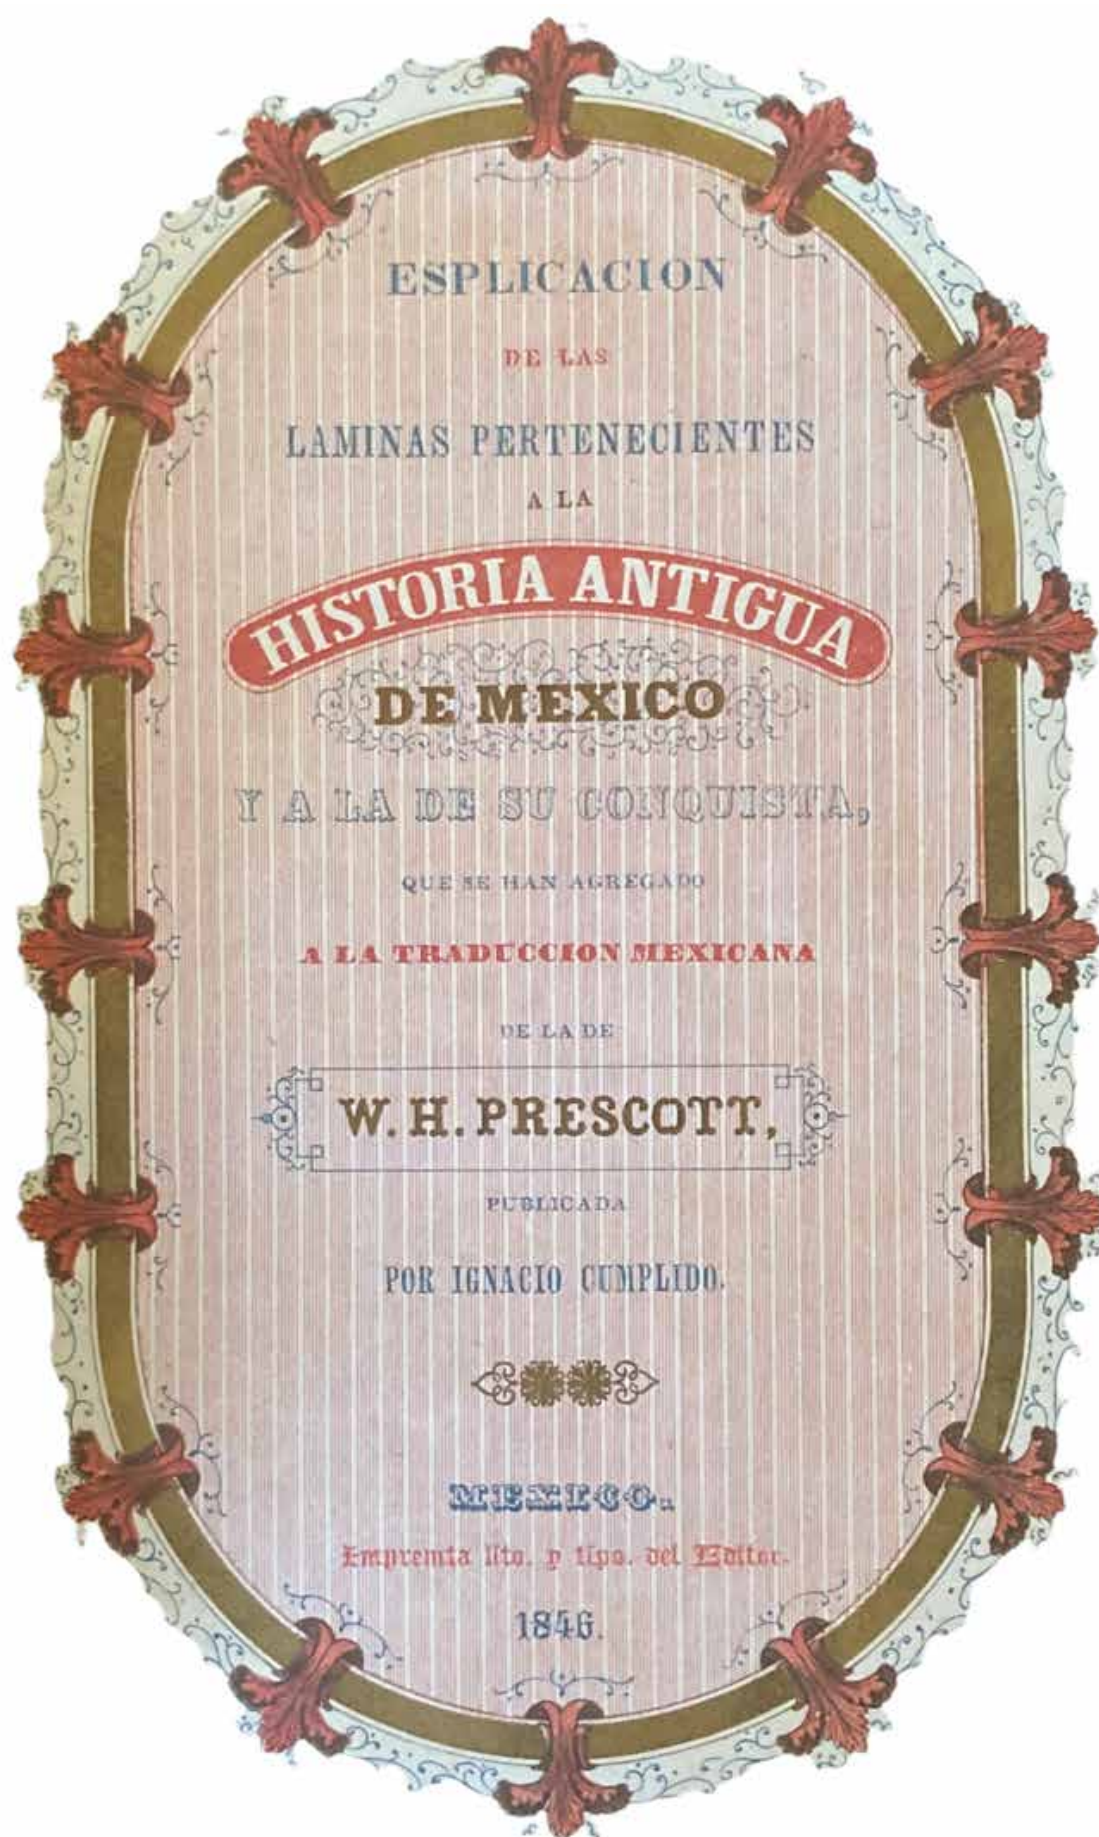 ESPLICACION
DE LAS
LAMINAS PERTENECIENTES
A LA
HISTORIA ANTIGUA
DE MEXICO
Y A LA DE SU CONQUISTA,
QUE SE HAN AGREGADO
A LA TRADUCCION MEXICANA
DE LA DE
W. H. PRESCOTT,
PUBLICADA
POR IGNACIO CUMPLIDO.
MEXICO.
Imprenta lito. y tipo. del Editor.
1846.